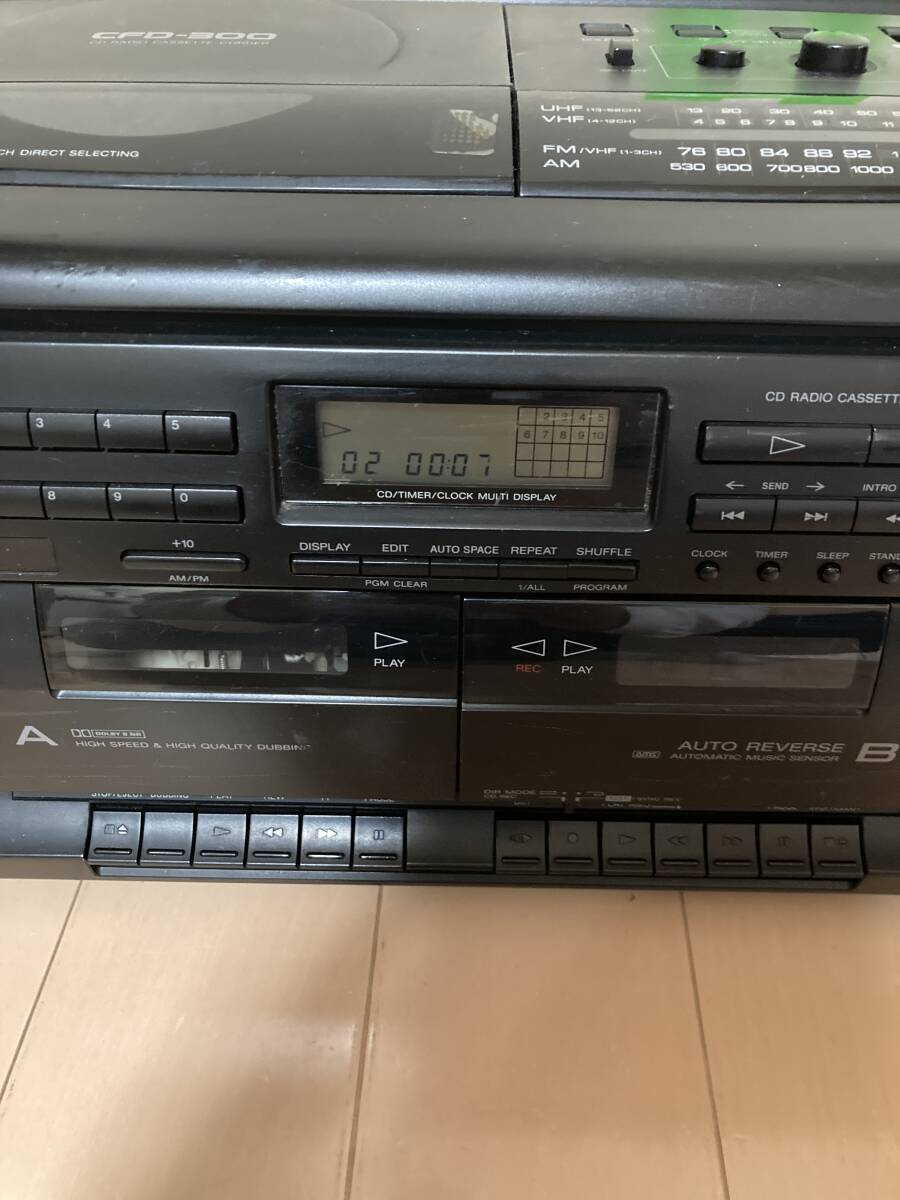 CFD-300
CD RADIO CASSETTE-CORDER
CH DIRECT SELECTING
UHF (13-62CH) 13 20 30 40 50
VHF (4-12CH) 4 5 6 7 8 9 10 11
FM/VHF (1-3CH) 76 80 84 88 92
AM 530 600 700 800 1000
CD RADIO CASSETTE
3 4 5
8 9 0
+10
AM/PM
2 3 4 5
6 7 8 9 10
02 00:07
CD/TIMER/CLOCK MULTI DISPLAY
DISPLAY EDIT AUTO SPACE REPEAT SHUFFLE
PGM CLEAR 1/ALL PROGRAM
← SEND → INTRO
CLOCK TIMER SLEEP STAND
PLAY
REC PLAY
A DOLBY B NR
HIGH SPEED & HIGH QUALITY DUBBING
AMS AUTO REVERSE B
AUTOMATIC MUSIC SENSOR
DIR MODE